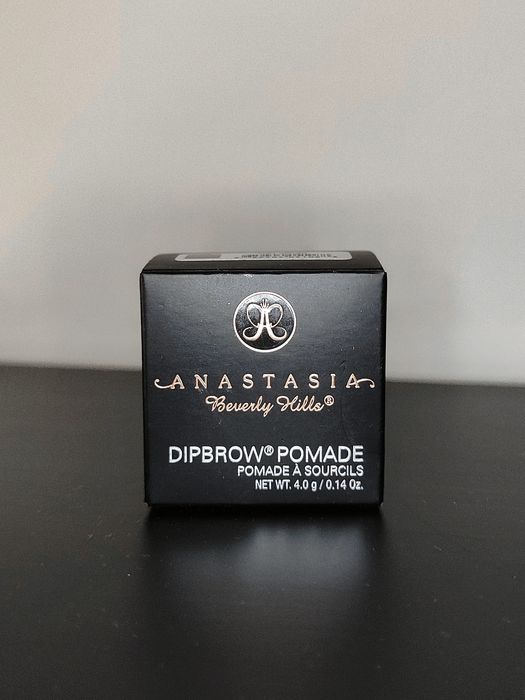 ANASTASIA
Beverly Hills®
DIPBROW® POMADE
POMADE À SOURCILS
NET WT. 4.0 g / 0.14 Oz.